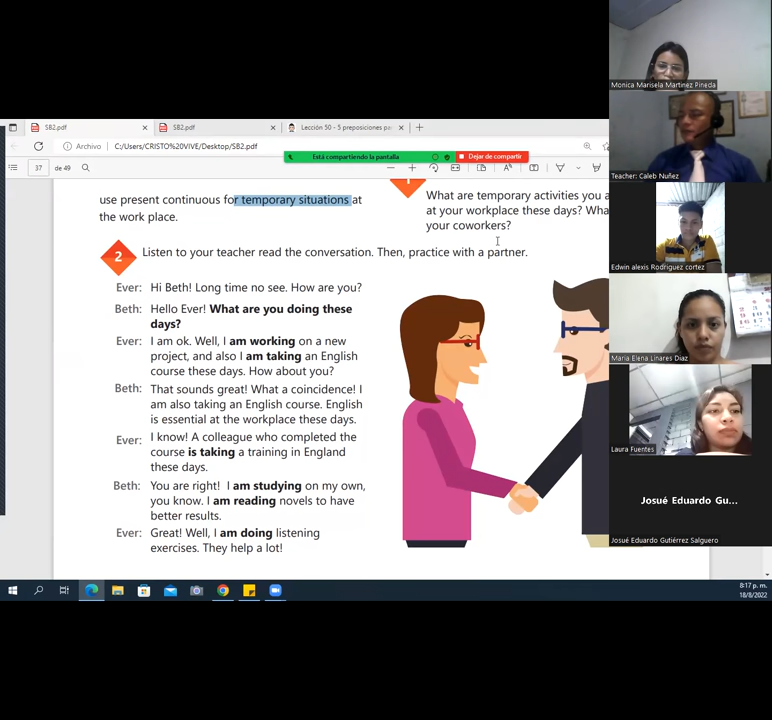 Monica Marisela Martinez Pineda
SB2.pdf
SB2.pdf
Lección 50 - 5 preposiciones pa
Archivo
C:/Users/CRISTO%20VIVE/Desktop/SB2.pdf
Está compartiendo la pantalla
Dejar de compartir
37
de 49
Teacher: Caleb Nuñez
use present continuous for temporary situations at
the work place.
1
What are temporary activities you a
at your workplace these days? Wha
your coworkers?
2
Listen to your teacher read the conversation. Then, practice with a partner.
Edwin alexis Rodriguez cortez
Ever: Hi Beth! Long time no see. How are you?
Beth: Hello Ever! What are you doing these
days?
Ever: I am ok. Well, I am working on a new
project, and also I am taking an English
course these days. How about you?
Maria Elena Linares Diaz
Beth: That sounds great! What a coincidence! I
am also taking an English course. English
is essential at the workplace these days.
Ever: I know! A colleague who completed the
course is taking a training in England
these days.
Laura Fuentes
Beth: You are right! I am studying on my own,
you know. I am reading novels to have
better results.
Josué Eduardo Gu...
Ever: Great! Well, I am doing listening
exercises. They help a lot!
Josué Eduardo Gutiérrez Salguero
8:17 p. m.
18/8/2022